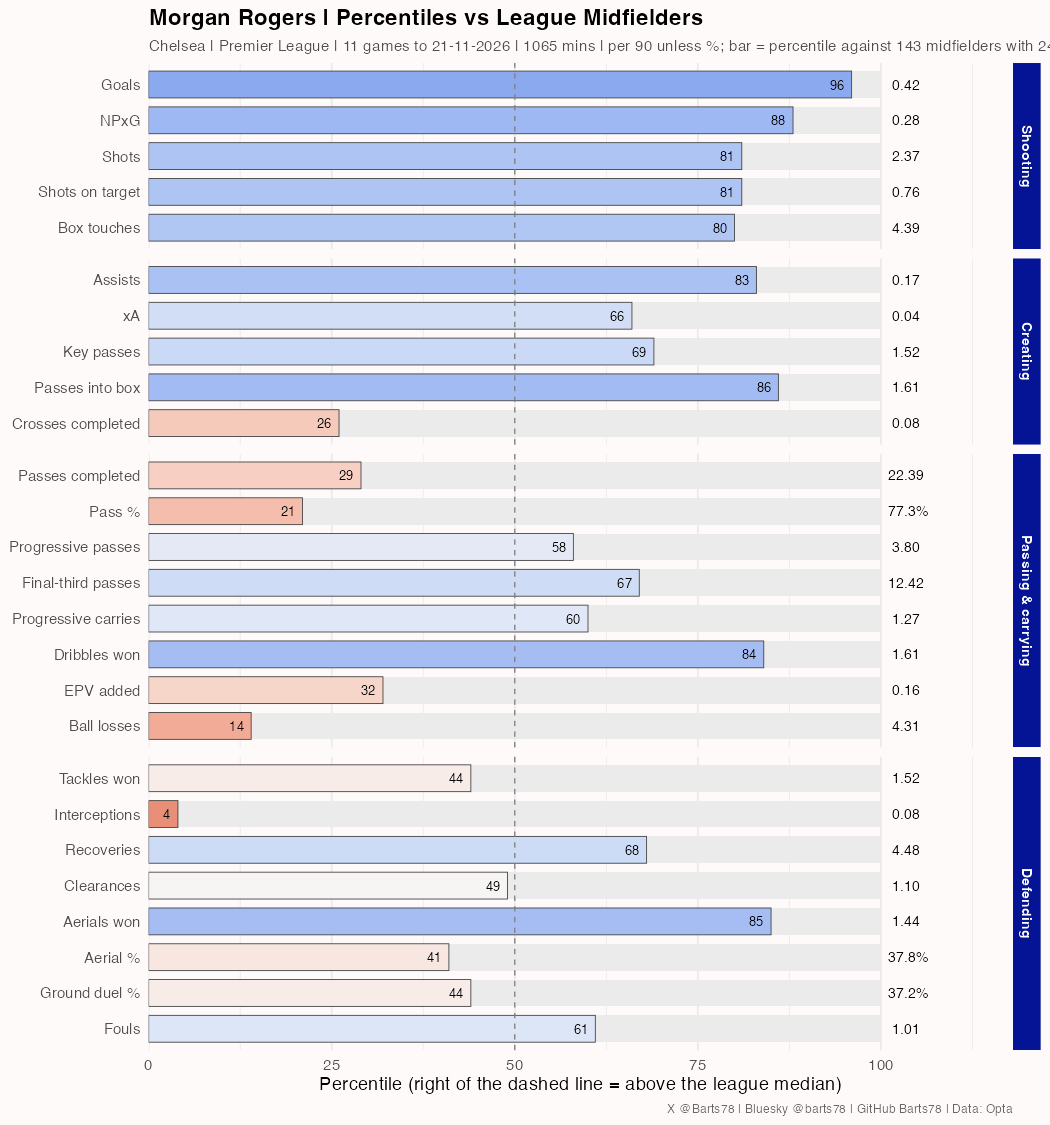 Morgan Rogers | Percentiles vs League Midfielders
Chelsea | Premier League | 11 games to 21-11-2026 | 1065 mins | per 90 unless %; bar = percentile against 143 midfielders with
Goals 96 0.42
NPxG 88 0.28
Shots 81 2.37
Shots on target 81 0.76
Box touches 80 4.39
Shooting
Assists 83 0.17
xA 66 0.04
Key passes 69 1.52
Passes into box 86 1.61
Crosses completed 26 0.08
Creating
Passes completed 29 22.39
Pass % 21 77.3%
Progressive passes 58 3.80
Final-third passes 67 12.42
Progressive carries 60 1.27
Dribbles won 84 1.61
EPV added 32 0.16
Ball losses 14 4.31
Passing & carrying
Tackles won 44 1.52
Interceptions 4 0.08
Recoveries 68 4.48
Clearances 49 1.10
Aerials won 85 1.44
Aerial % 41 37.8%
Ground duel % 44 37.2%
Fouls 61 1.01
Defending
0 25 50 75 100
Percentile (right of the dashed line = above the league median)
X @Barts78 | Bluesky @barts78 | GitHub Barts78 | Data: Opta